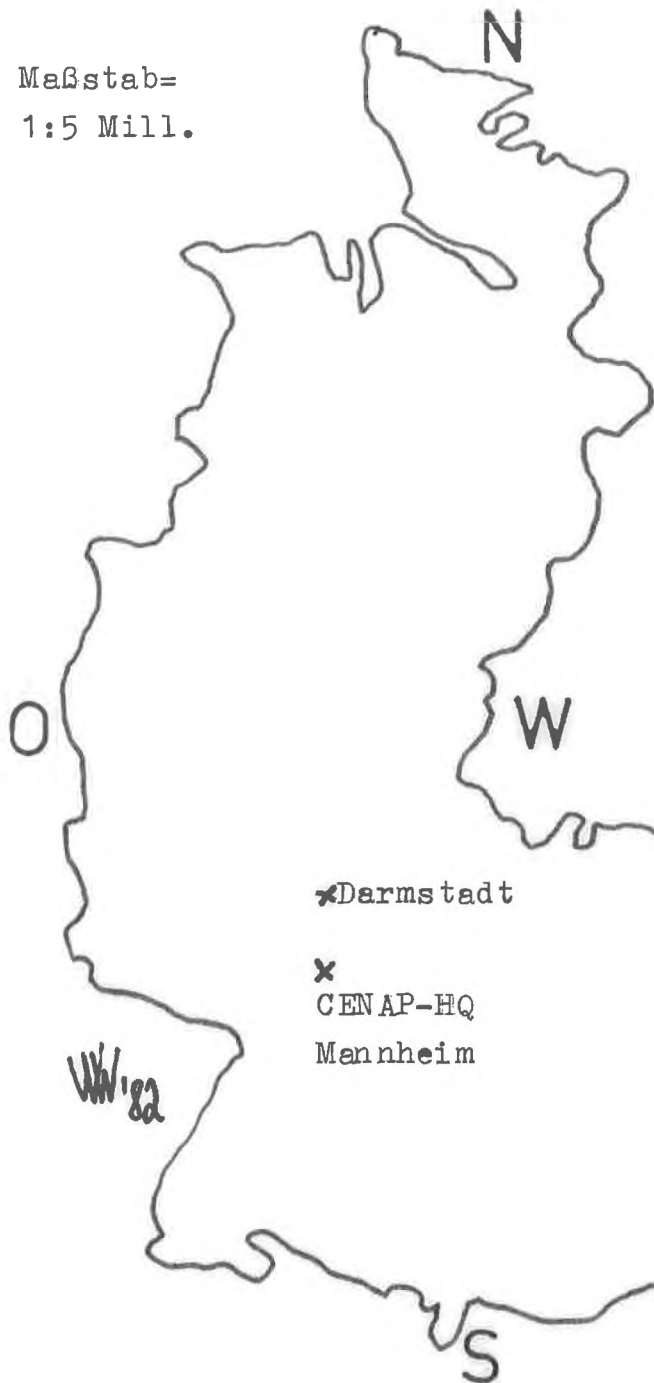 N
Maßstab=
1:5 Mill.
O
W
Darmstadt
CENAP-HQ
Mannheim
WW'82
S